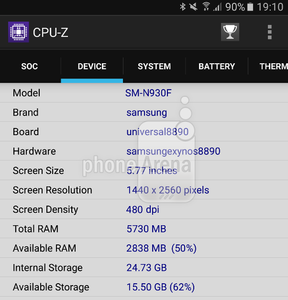 90% 19:10
CPU-Z
SOC DEVICE SYSTEM BATTERY THERM
Model SM-N930F
Brand samsung
Board universal8890
Hardware samsungexynos8890
Screen Size 5.77 inches
phoneArena
Screen Resolution 1440 x 2560 pixels
Screen Density 480 dpi
Total RAM 5730 MB
Available RAM 2838 MB (50%)
Internal Storage 24.73 GB
Available Storage 15.50 GB (62%)